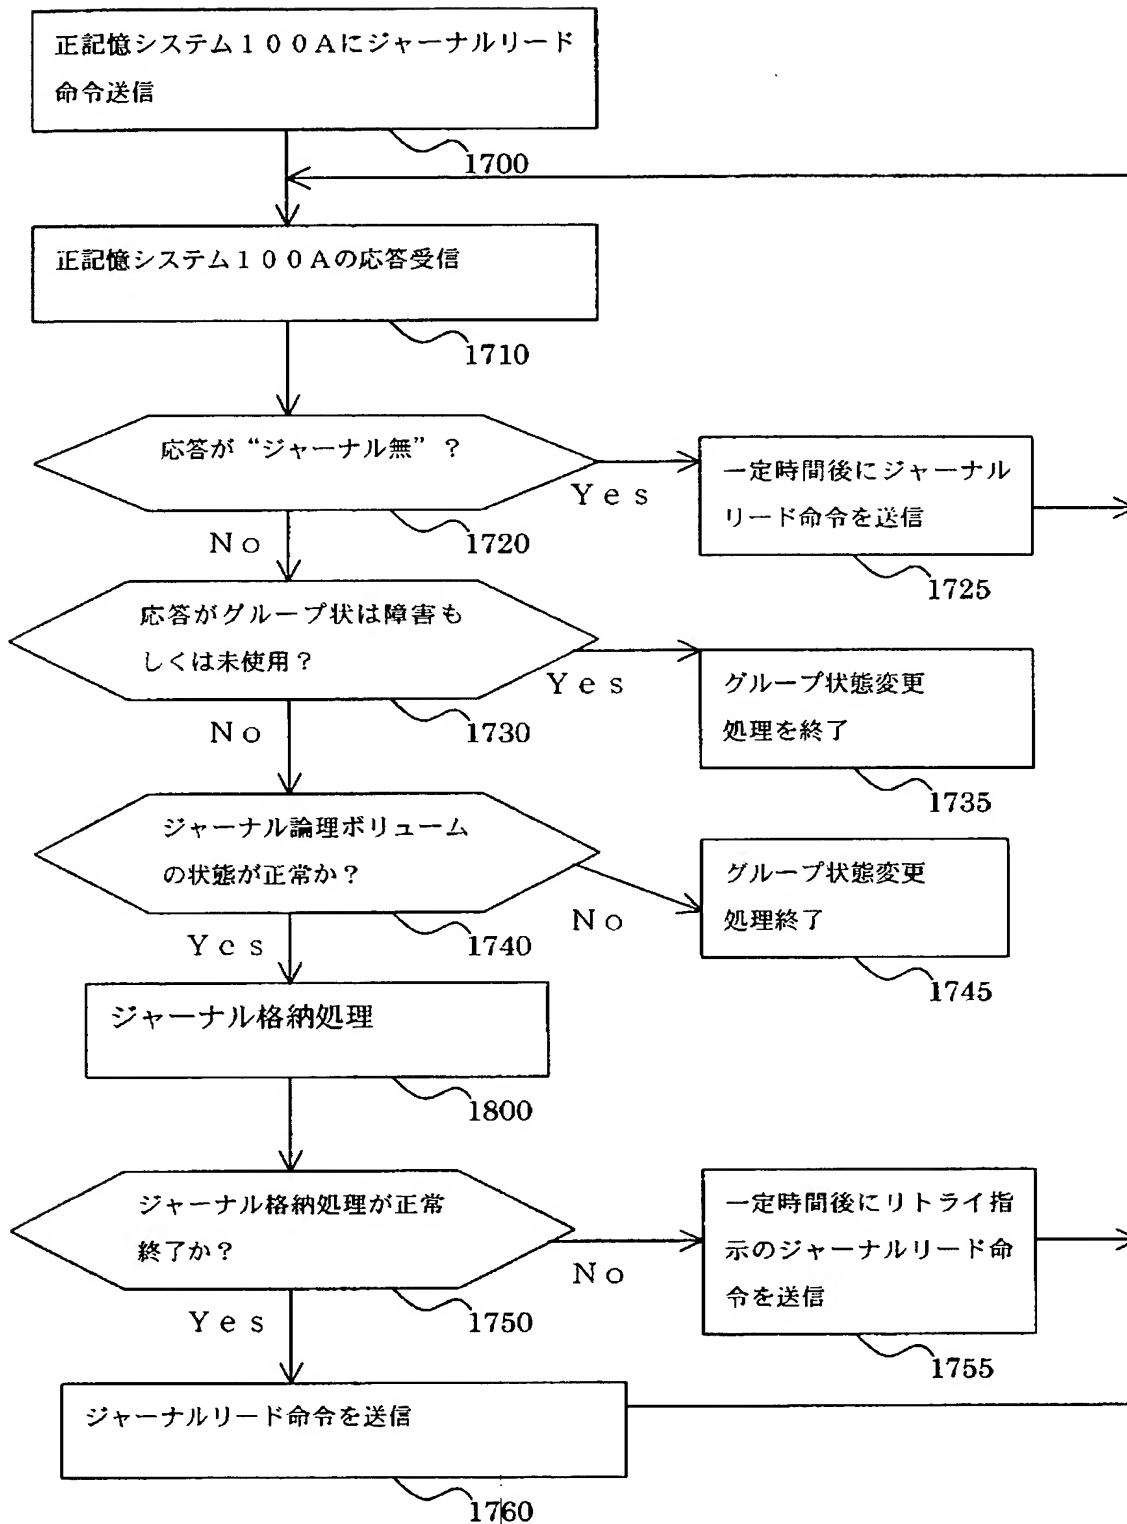 正記憶システム１００Ａにジャーナルリード
命令送信
1700
正記憶システム１００Ａの応答受信
1710
応答が“ジャーナル無”？
Ｙｅｓ
1720
Ｎｏ
一定時間後にジャーナル
リード命令を送信
1725
応答がグループ状は障害も
しくは未使用？
Ｙｅｓ
1730
Ｎｏ
グループ状態変更
処理を終了
1735
ジャーナル論理ボリューム
の状態が正常か？
Ｎｏ
1740
Ｙｅｓ
グループ状態変更
処理終了
1745
ジャーナル格納処理
1800
ジャーナル格納処理が正常
終了か？
Ｎｏ
1750
Ｙｅｓ
一定時間後にリトライ指
示のジャーナルリード命
令を送信
1755
ジャーナルリード命令を送信
1760